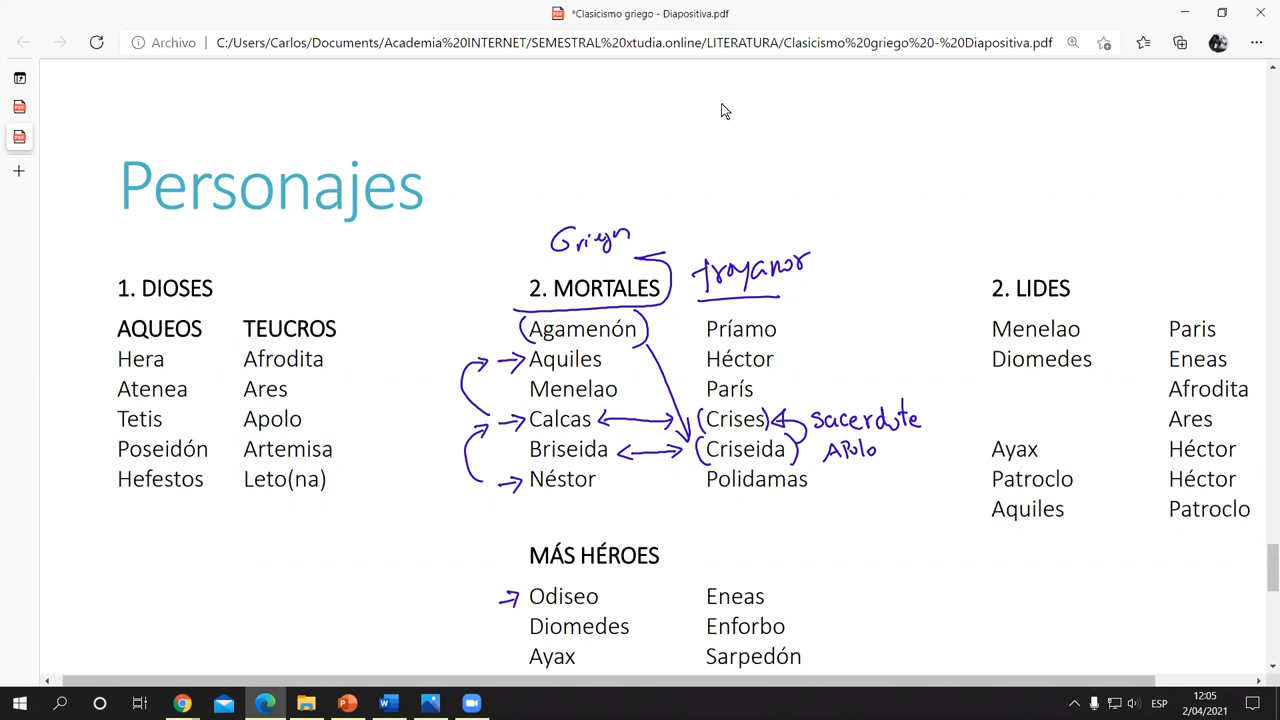 *Clasicismo griego - Diapositiva.pdf
Archivo C:/Users/Carlos/Documents/Academia%20INTERNET/SEMESTRAL%20xtudia.online/LITERATURA/Clasicismo%20griego%20-%20Diapositiva.pdf
Personajes
troyanor
1. DIOSES
AQUEOS TEUCROS
Hera Afrodita
Atenea Ares
Tetis Apolo
Poseidón Artemisa
Hefestos Leto(na)
2. MORTALES
(Agamenón) Príamo
Aquiles Héctor
Menelao París
Calcas (Crises) sacerdote
Briseida (Criseida) APolo
Néstor Polidamas
MÁS HÉROES
Odiseo Eneas
Diomedes Enforbo
Ayax Sarpedón
2. LIDES
Menelao Paris
Diomedes Eneas
Afrodita
Ares
Ayax Héctor
Patroclo Héctor
Aquiles Patroclo
ESP
12:05
2/04/2021